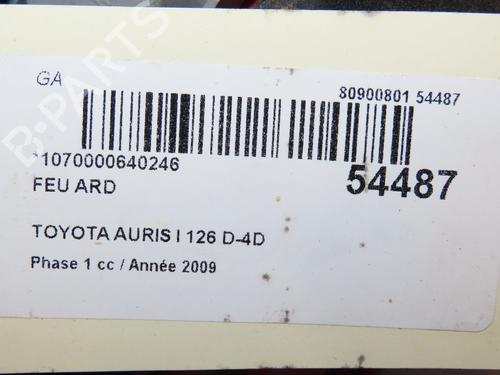 GA
80900801 54487
*1070000640246
54487
FEU ARD
TOYOTA AURIS I 126 D-4D
Phase 1 cc / Année 2009
B-PARTS